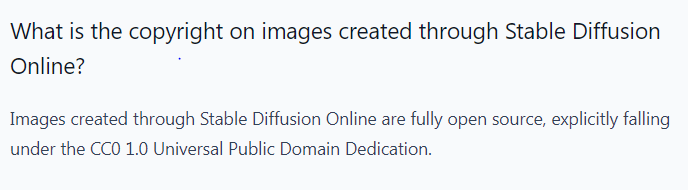 What is the copyright on images created through Stable Diffusion
Online?
Images created through Stable Diffusion Online are fully open source, explicitly falling
under the CC0 1.0 Universal Public Domain Dedication.